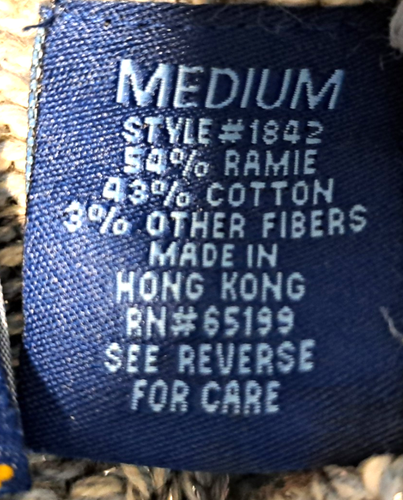 MEDIUM
STYLE#1842
54% RAMIE
43% COTTON
3% OTHER FIBERS
MADE IN
HONG KONG
RN#65199
SEE REVERSE
FOR CARE